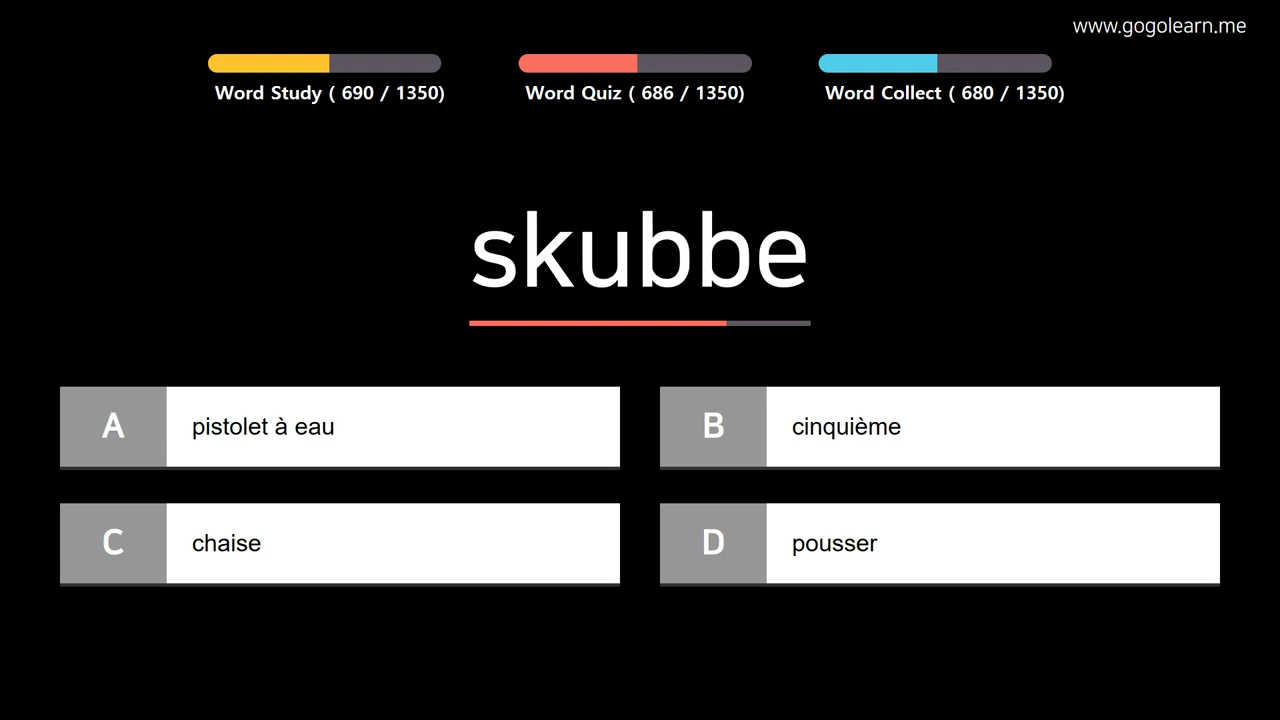 www.gogolearn.me
Word Study ( 690 / 1350)
Word Quiz ( 686 / 1350)
Word Collect ( 680 / 1350)
skubbe
A pistolet à eau
B cinquième
C chaise
D pousser